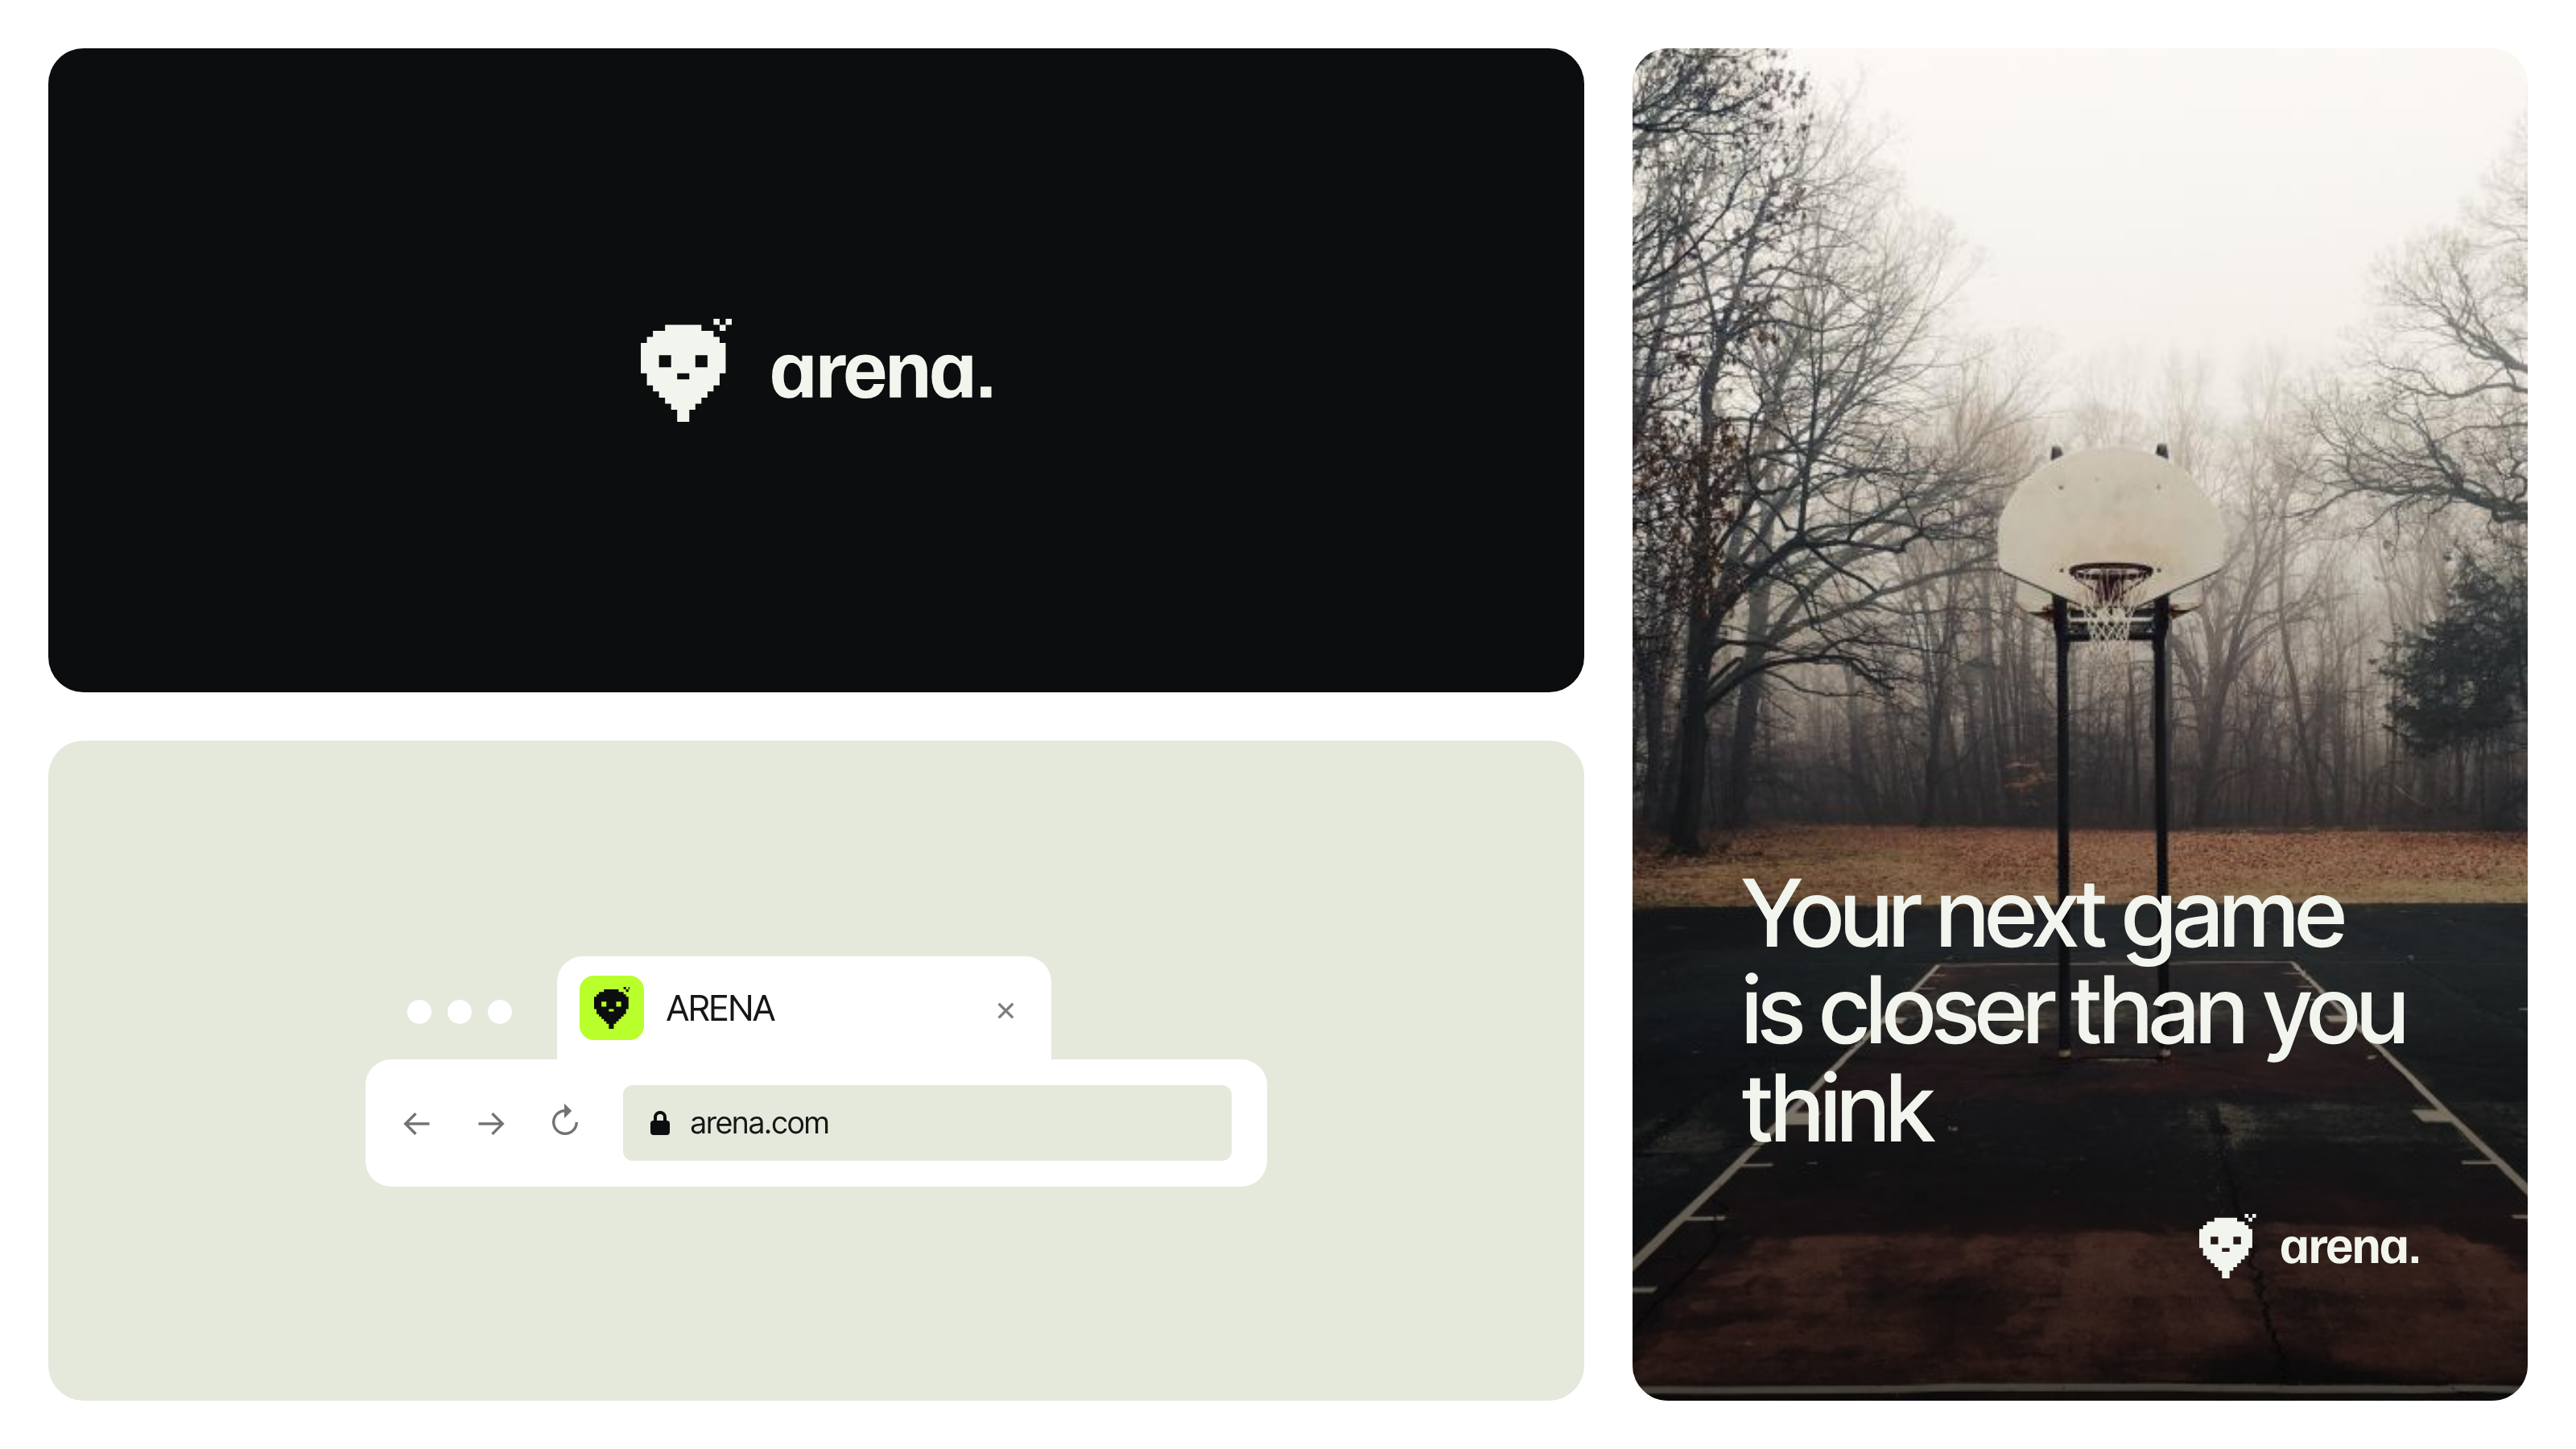 arena.
ARENA
arena.com
Your next game
is closer than you
think
arena.